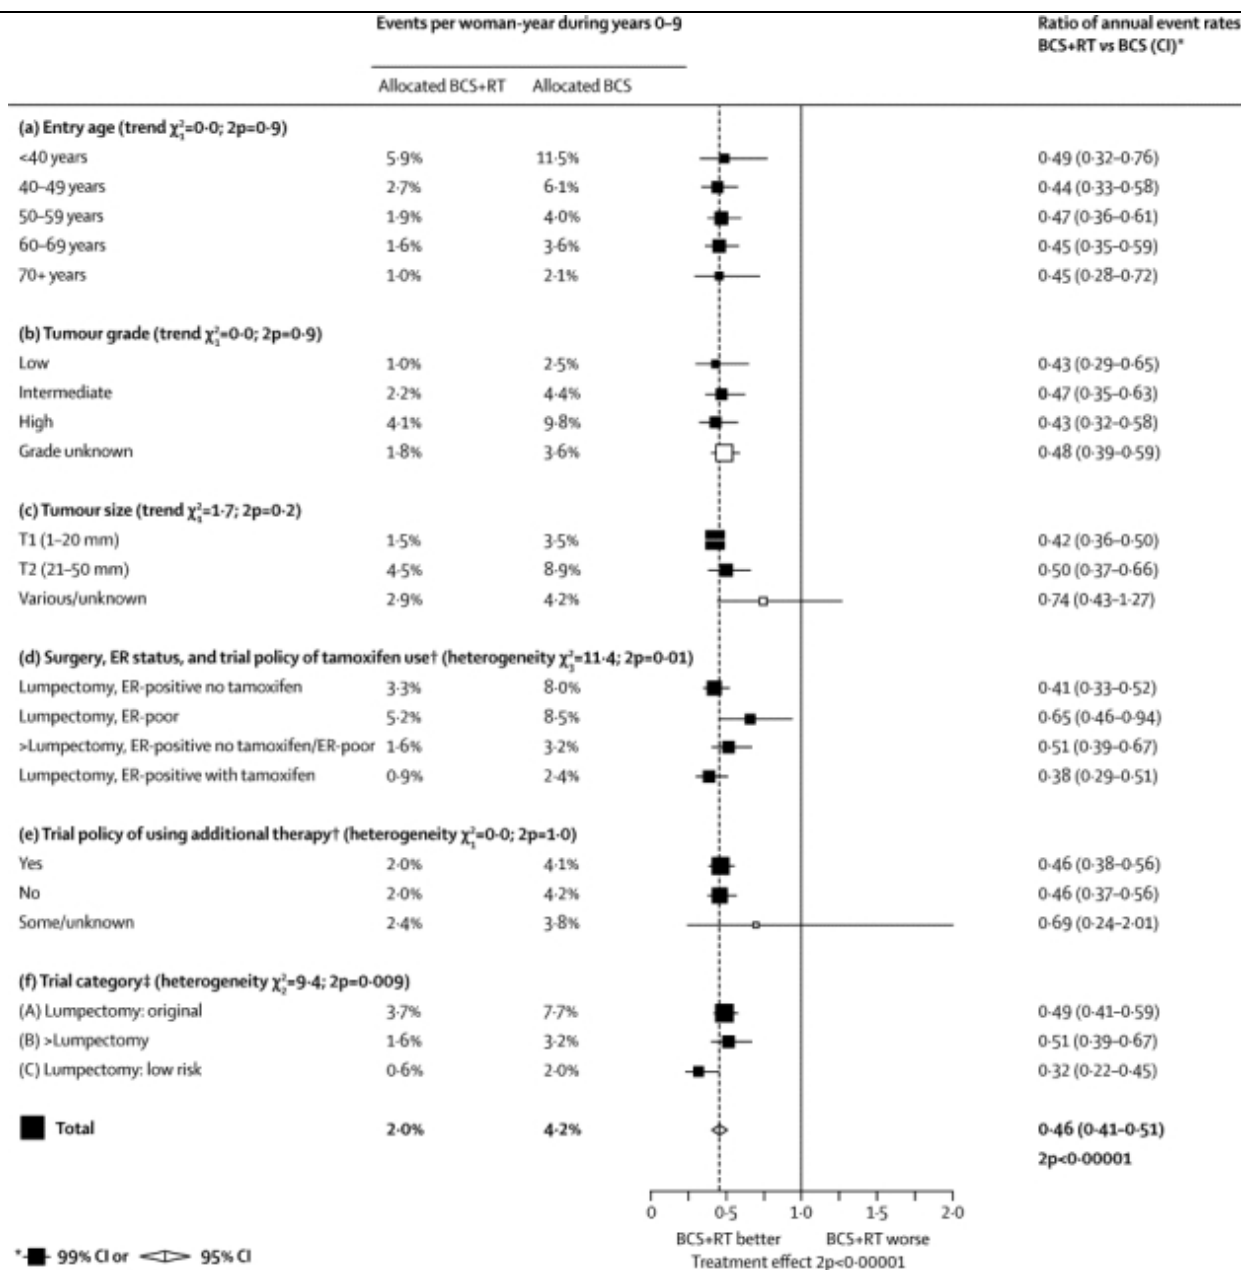 Events per woman-year during years 0–9 Ratio of annual event rates
BCS+RT vs BCS (CI)*
Allocated BCS+RT Allocated BCS
(a) Entry age (trend χ²₁=0·0; 2p=0·9)
<40 years 5·9% 11·5% 0·49 (0·32–0·76)
40–49 years 2·7% 6·1% 0·44 (0·33–0·58)
50–59 years 1·9% 4·0% 0·47 (0·36–0·61)
60–69 years 1·6% 3·6% 0·45 (0·35–0·59)
70+ years 1·0% 2·1% 0·45 (0·28–0·72)
(b) Tumour grade (trend χ²₁=0·0; 2p=0·9)
Low 1·0% 2·5% 0·43 (0·29–0·65)
Intermediate 2·2% 4·4% 0·47 (0·35–0·63)
High 4·1% 9·8% 0·43 (0·32–0·58)
Grade unknown 1·8% 3·6% 0·48 (0·39–0·59)
(c) Tumour size (trend χ²₁=1·7; 2p=0·2)
T1 (1–20 mm) 1·5% 3·5% 0·42 (0·36–0·50)
T2 (21–50 mm) 4·5% 8·9% 0·50 (0·37–0·66)
Various/unknown 2·9% 4·2% 0·74 (0·43–1·27)
(d) Surgery, ER status, and trial policy of tamoxifen use† (heterogeneity χ²₃=11·4; 2p=0·01)
Lumpectomy, ER-positive no tamoxifen 3·3% 8·0% 0·41 (0·33–0·52)
Lumpectomy, ER-poor 5·2% 8·5% 0·65 (0·46–0·94)
>Lumpectomy, ER-positive no tamoxifen/ER-poor 1·6% 3·2% 0·51 (0·39–0·67)
Lumpectomy, ER-positive with tamoxifen 0·9% 2·4% 0·38 (0·29–0·51)
(e) Trial policy of using additional therapy† (heterogeneity χ²₁=0·0; 2p=1·0)
Yes 2·0% 4·1% 0·46 (0·38–0·56)
No 2·0% 4·2% 0·46 (0·37–0·56)
Some/unknown 2·4% 3·8% 0·69 (0·24–2·01)
(f) Trial category‡ (heterogeneity χ²₂=9·4; 2p=0·009)
(A) Lumpectomy: original 3·7% 7·7% 0·49 (0·41–0·59)
(B) >Lumpectomy 1·6% 3·2% 0·51 (0·39–0·67)
(C) Lumpectomy: low risk 0·6% 2·0% 0·32 (0·22–0·45)
Total 2·0% 4·2% 0·46 (0·41–0·51)
2p<0·00001
0 0·5 1·0 1·5 2·0
BCS+RT better BCS+RT worse
Treatment effect 2p<0·00001
* 99% CI or 95% CI